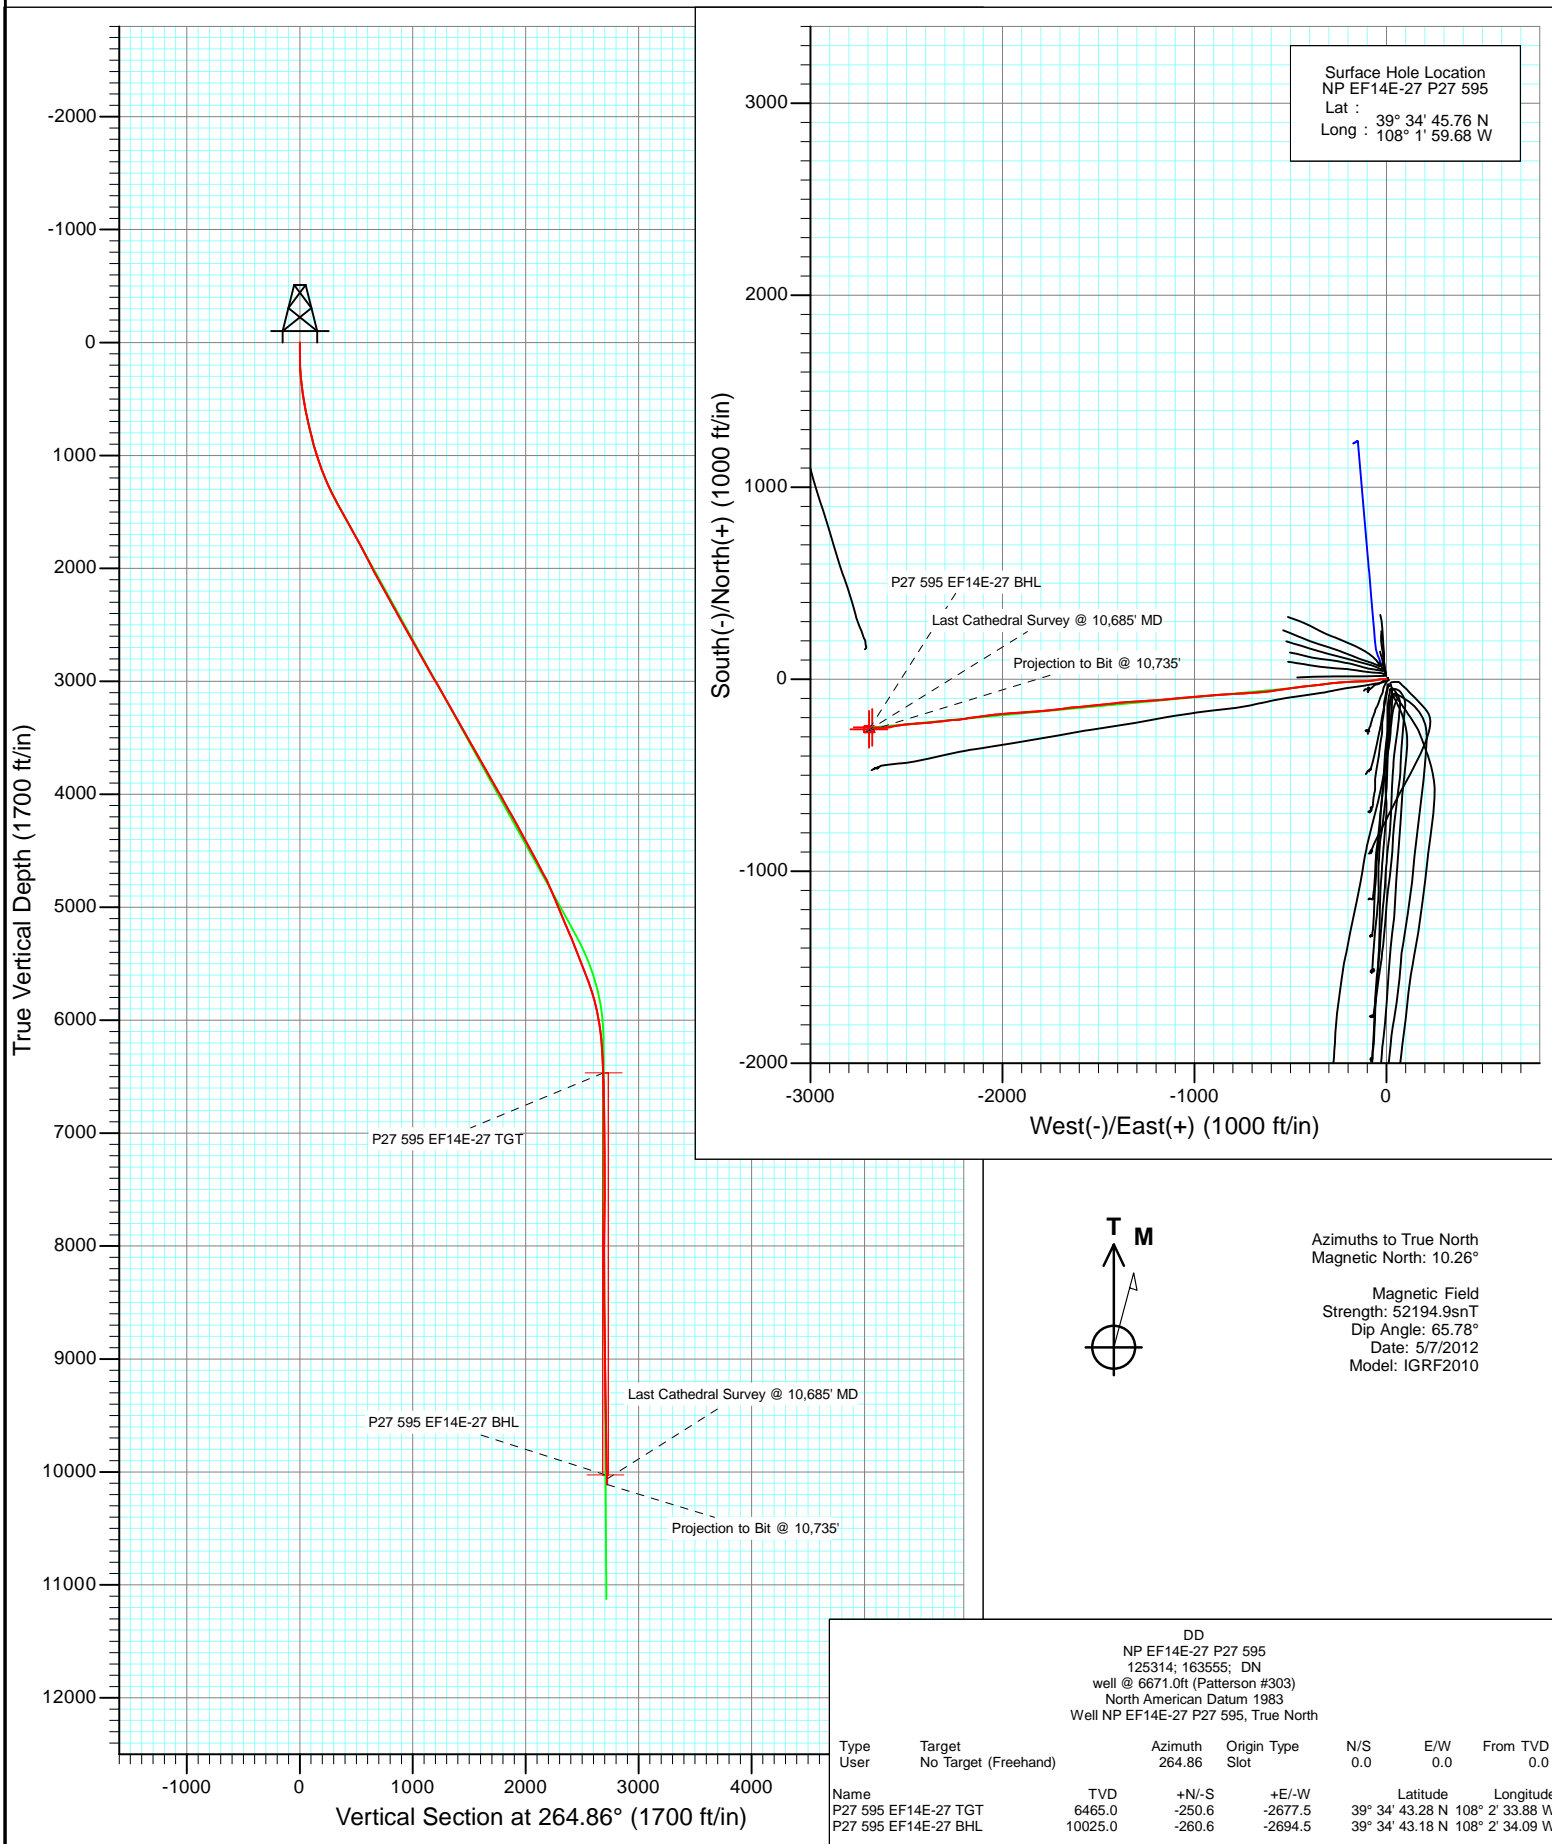 -2000
-1000
0
1000
2000
3000
4000
5000
6000
7000
8000
9000
10000
11000
12000
True Vertical Depth (1700 ft/in)
-1000
0
1000
2000
3000
4000
Vertical Section at 264.86° (1700 ft/in)
P27 595 EF14E-27 TGT
Last Cathedral Survey @ 10,685' MD
P27 595 EF14E-27 BHL
Projection to Bit @ 10,735'
Surface Hole Location
NP EF14E-27 P27 595
Lat :
39° 34' 45.76 N
Long :
108° 1' 59.68 W
3000
2000
1000
0
-1000
-2000
South(-)/North(+) (1000 ft/in)
P27 595 EF14E-27 BHL
Last Cathedral Survey @ 10,685' MD
Projection to Bit @ 10,735'
-3000
-2000
-1000
0
West(-)/East(+) (1000 ft/in)
T
M
Azimuths to True North
Magnetic North: 10.26°
Magnetic Field
Strength: 52194.9snT
Dip Angle: 65.78°
Date: 5/7/2012
Model: IGRF2010
DD
NP EF14E-27 P27 595
125314; 163555; DN
well @ 6671.0ft (Patterson #303)
North American Datum 1983
Well NP EF14E-27 P27 595, True North
Type Target Azimuth Origin Type N/S E/W From TVD
User No Target (Freehand) 264.86 Slot 0.0 0.0 0.0
Name TVD +N/-S +E/-W Latitude Longitude
P27 595 EF14E-27 TGT 6465.0 -250.6 -2677.5 39° 34' 43.28 N 108° 2' 33.88 W
P27 595 EF14E-27 BHL 10025.0 -260.6 -2694.5 39° 34' 43.18 N 108° 2' 34.09 W